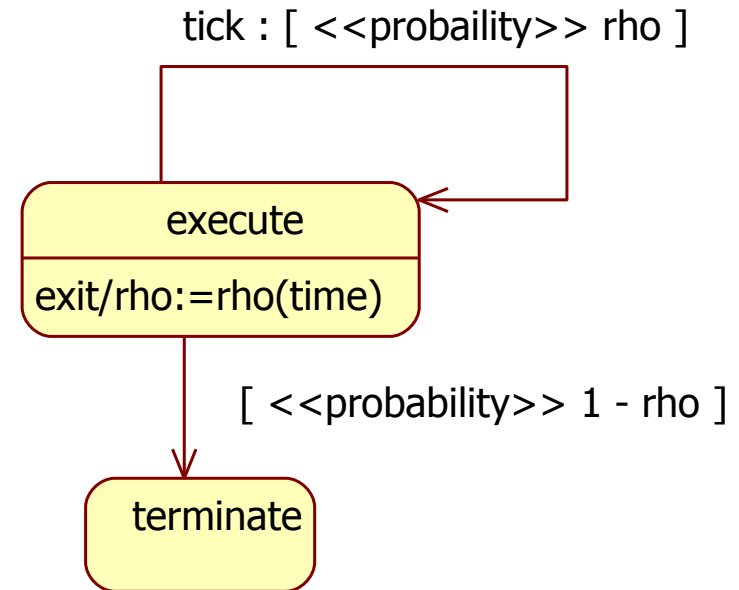 tick : [ <<probaility>> rho ]
execute
exit/rho:=rho(time)
[ <<probability>> 1 - rho ]
terminate